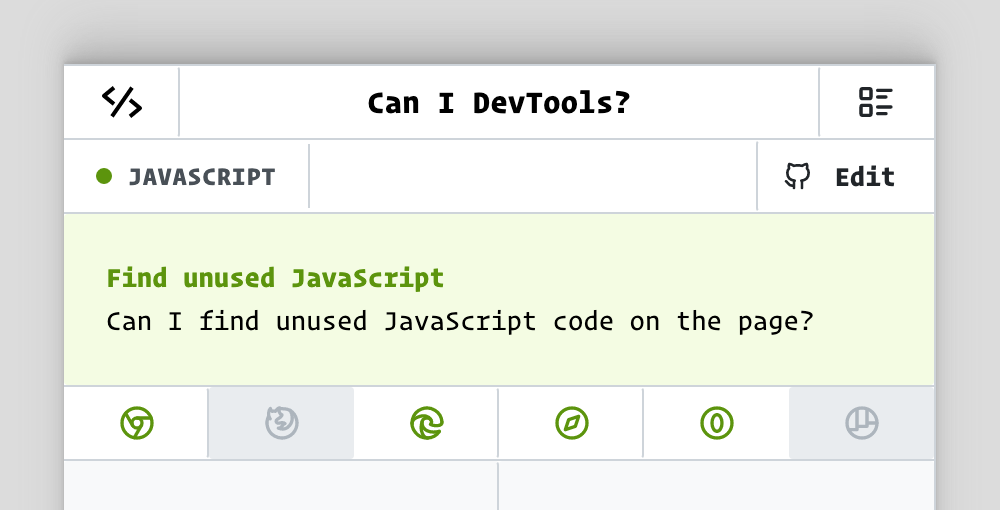 Can I DevTools?
JAVASCRIPT
Edit
Find unused JavaScript
Can I find unused JavaScript code on the page?